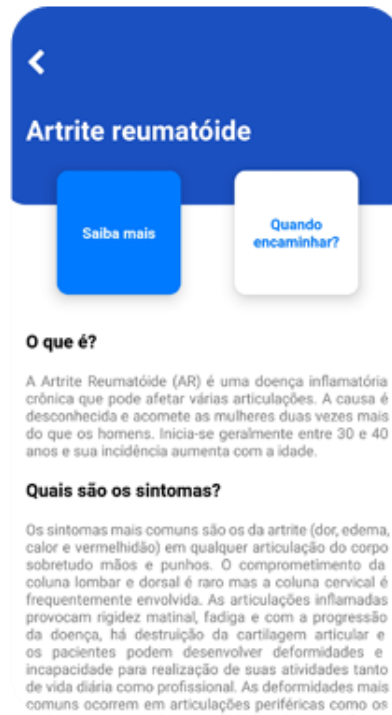 Artrite reumatóide
Saiba mais
Quando
encaminhar?
O que é?
A Artrite Reumatóide (AR) é uma doença inflamatória
crônica que pode afetar várias articulações. A causa é
desconhecida e acomete as mulheres duas vezes mais
do que os homens. Inicia-se geralmente entre 30 e 40
anos e sua incidência aumenta com a idade.
Quais são os sintomas?
Os sintomas mais comuns são os da artrite (dor, edema,
calor e vermelhidão) em qualquer articulação do corpo
sobretudo mãos e punhos. O comprometimento da
coluna lombar e dorsal é raro mas a coluna cervical é
frequentemente envolvida. As articulações inflamadas
provocam rigidez matinal, fadiga e com a progressão
da doença, há destruição da cartilagem articular e
os pacientes podem desenvolver deformidades e
incapacidade para realização de suas atividades tanto
de vida diária como profissional. As deformidades mais
comuns ocorrem em articulações periféricas como os